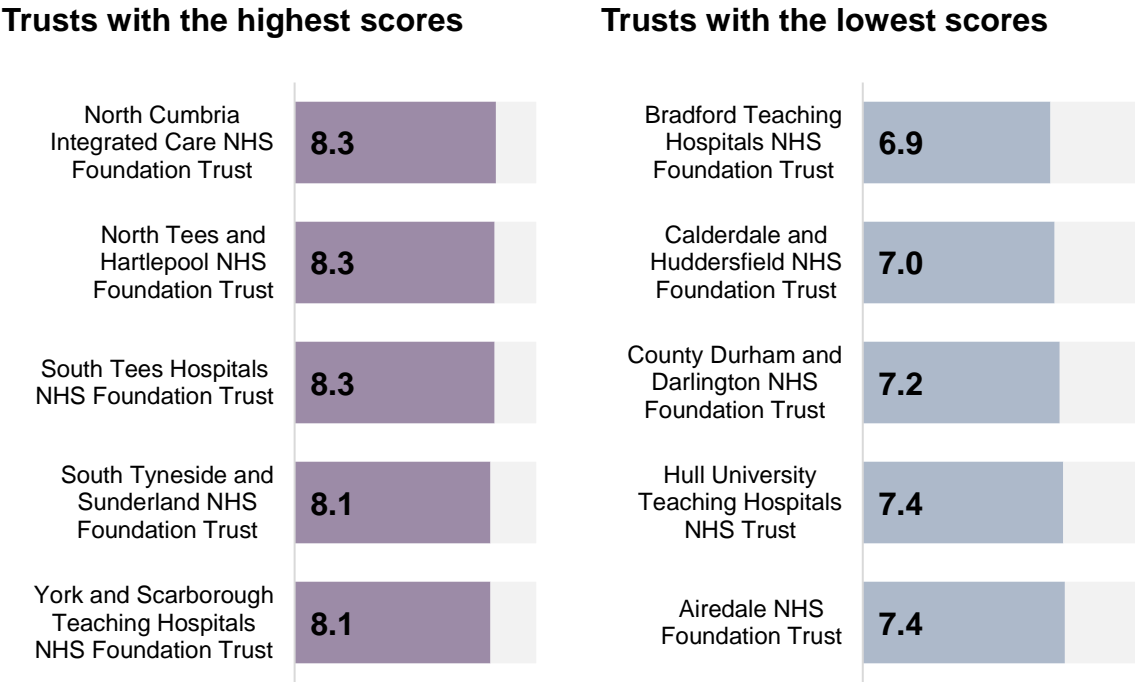 Trusts with the highest scores
North Cumbria
Integrated Care NHS
Foundation Trust
8.3
North Tees and
Hartlepool NHS
Foundation Trust
8.3
South Tees Hospitals
NHS Foundation Trust
8.3
South Tyneside and
Sunderland NHS
Foundation Trust
8.1
York and Scarborough
Teaching Hospitals
NHS Foundation Trust
8.1
Trusts with the lowest scores
Bradford Teaching
Hospitals NHS
Foundation Trust
6.9
Calderdale and
Huddersfield NHS
Foundation Trust
7.0
County Durham and
Darlington NHS
Foundation Trust
7.2
Hull University
Teaching Hospitals
NHS Trust
7.4
Airedale NHS
Foundation Trust
7.4